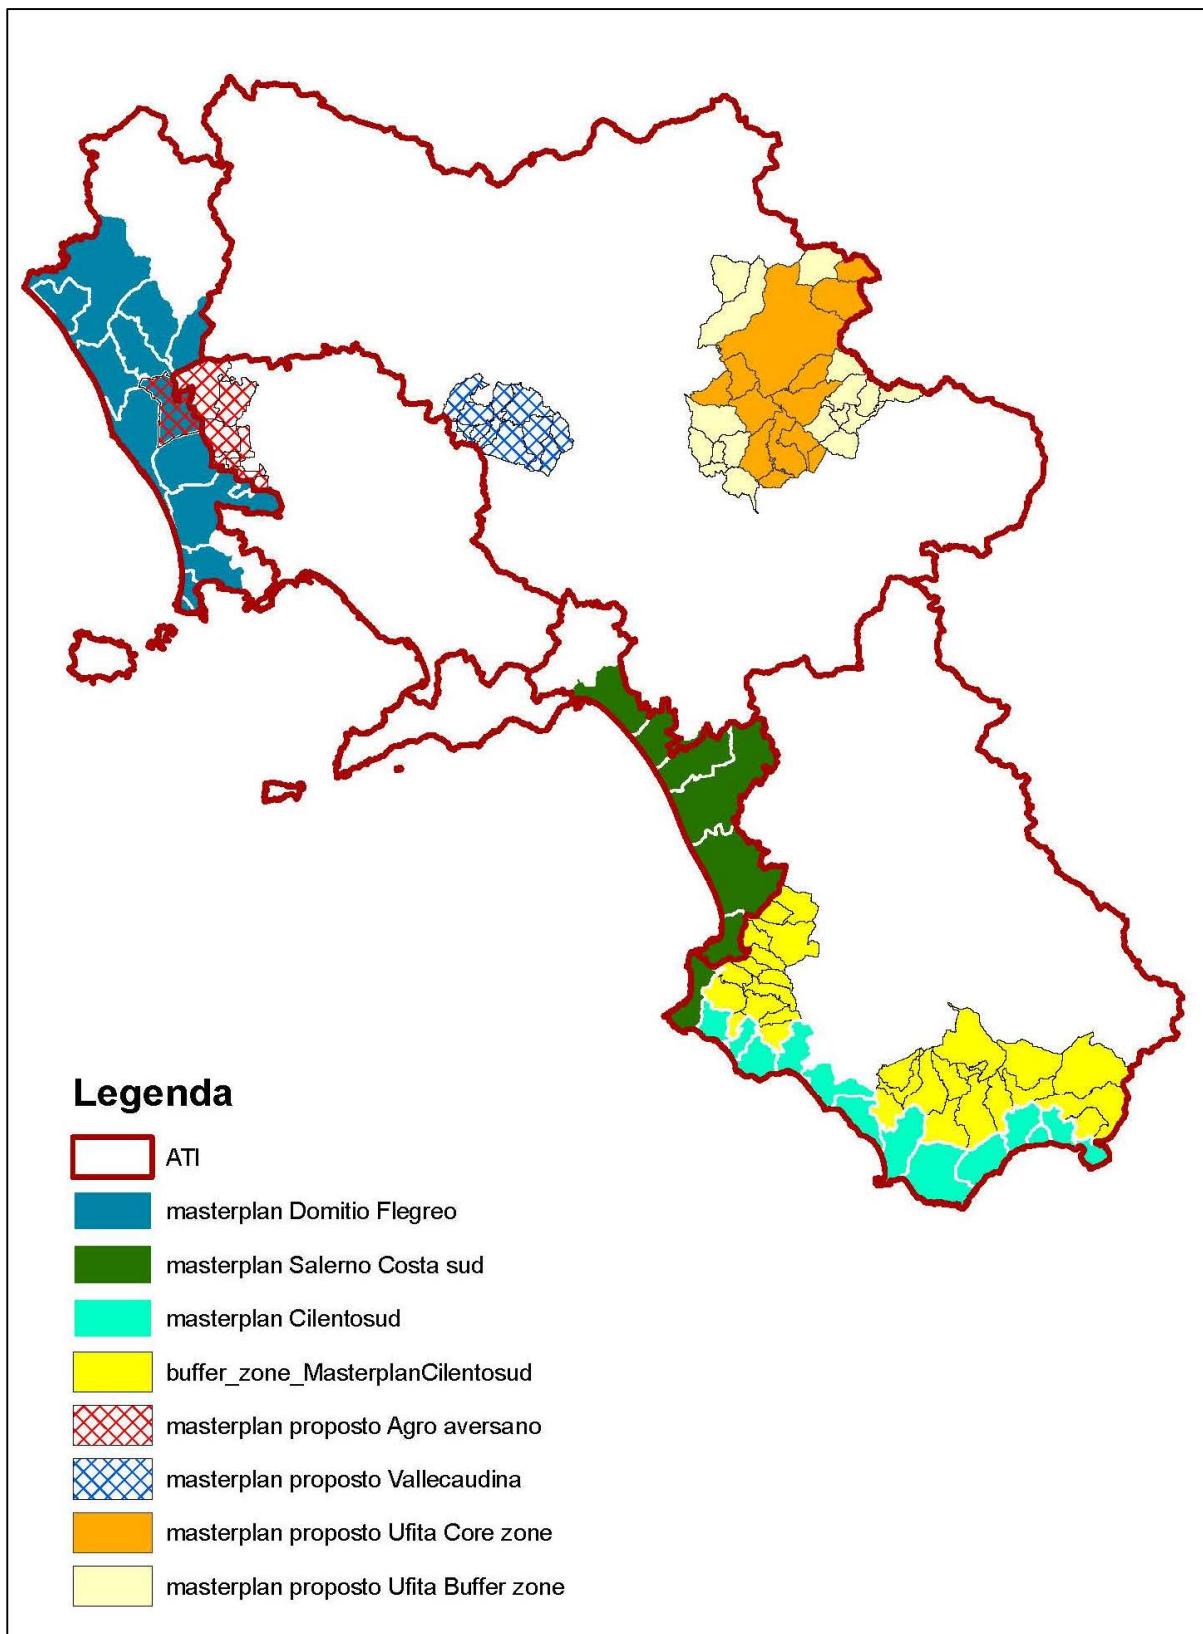 Legenda
ATI
masterplan Domitio Flegreo
masterplan Salerno Costa sud
masterplan Cilentosud
buffer_zone_MasterplanCilentosud
masterplan proposto Agro aversano
masterplan proposto Vallecaudina
masterplan proposto Ufita Core zone
masterplan proposto Ufita Buffer zone